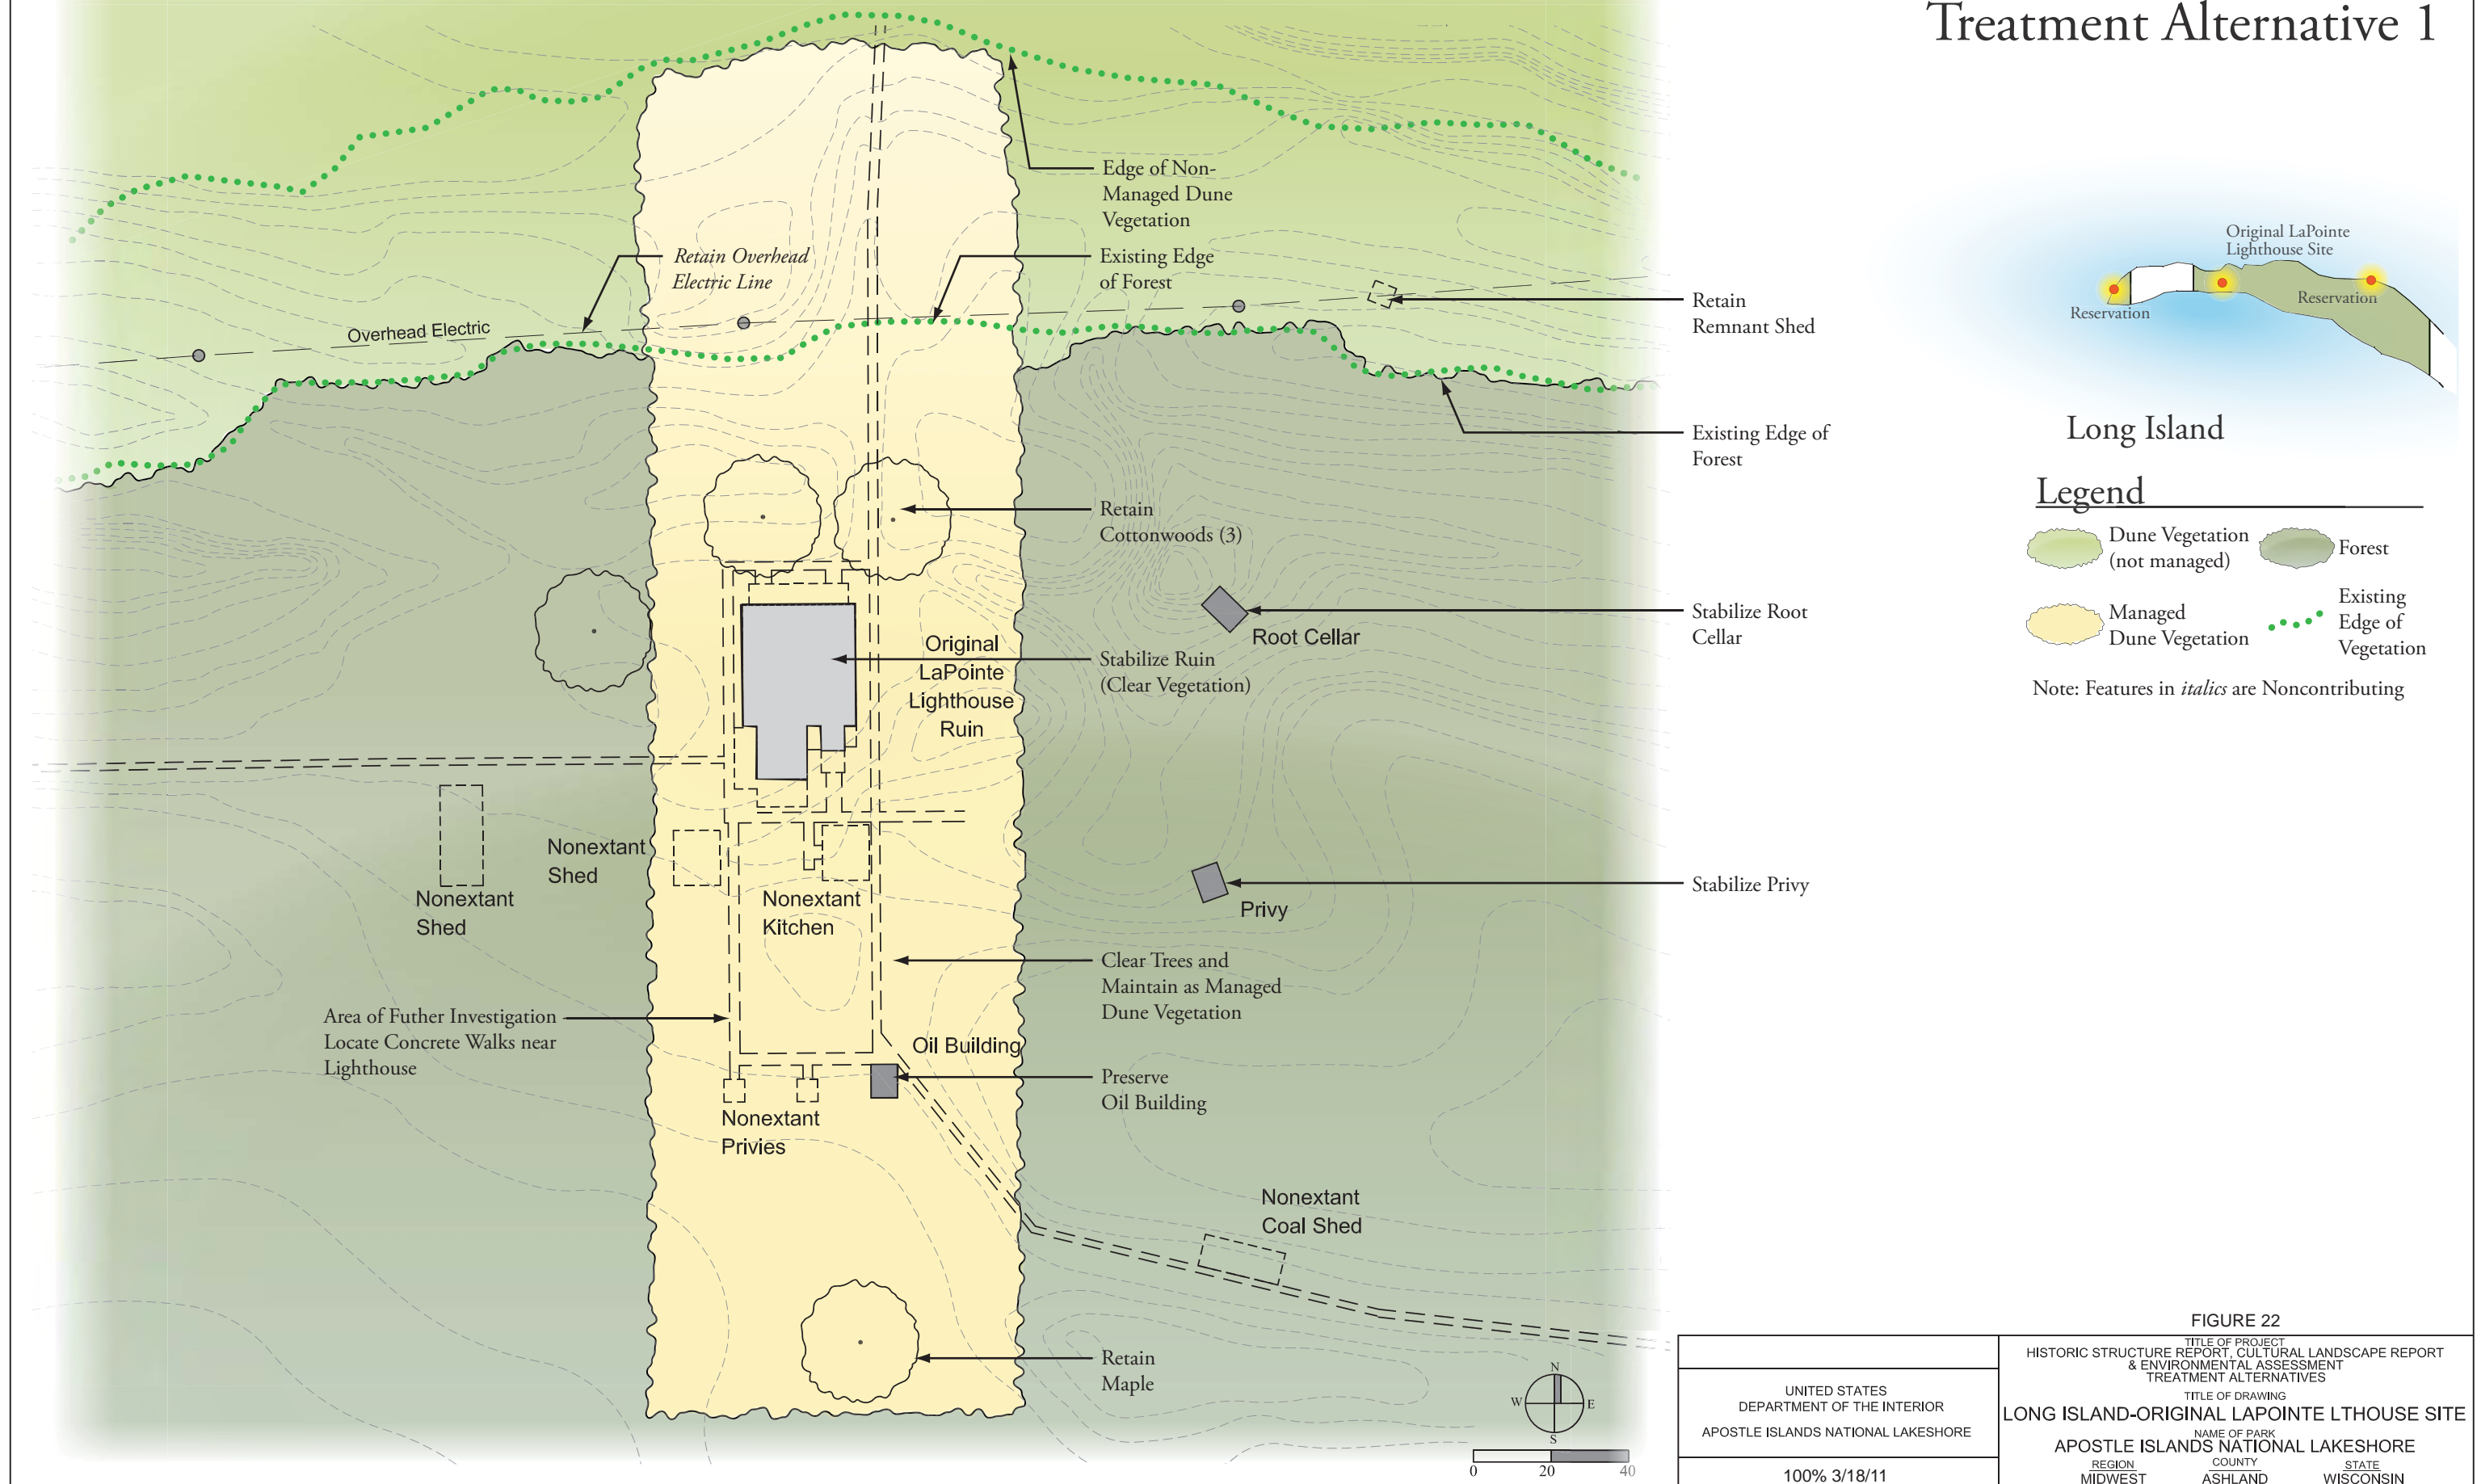 Treatment Alternative 1
Edge of Non-
Managed Dune
Vegetation
Retain Overhead
Electric Line
Existing Edge
of Forest
Overhead Electric
Retain
Remnant Shed
Existing Edge of
Forest
Retain
Cottonwoods (3)
Original
LaPointe
Lighthouse
Ruin
Stabilize Ruin
(Clear Vegetation)
Root Cellar
Stabilize Root
Cellar
Nonextant
Shed
Nonextant
Shed
Nonextant
Kitchen
Privy
Stabilize Privy
Clear Trees and
Maintain as Managed
Dune Vegetation
Area of Futher Investigation
Locate Concrete Walks near
Lighthouse
Oil Building
Preserve
Oil Building
Nonextant
Privies
Nonextant
Coal Shed
Retain
Maple
N
W
E
S
0
20
40
Original LaPointe
Lighthouse Site
Reservation
Reservation
Long Island
Legend
Dune Vegetation
(not managed)
Forest
Managed
Dune Vegetation
Existing
Edge of
Vegetation
Note: Features in italics are Noncontributing
FIGURE 22
TITLE OF PROJECT
HISTORIC STRUCTURE REPORT, CULTURAL LANDSCAPE REPORT
& ENVIRONMENTAL ASSESSMENT
TREATMENT ALTERNATIVES
TITLE OF DRAWING
LONG ISLAND-ORIGINAL LAPOINTE LTHOUSE SITE
NAME OF PARK
APOSTLE ISLANDS NATIONAL LAKESHORE
REGION
COUNTY
STATE
MIDWEST
ASHLAND
WISCONSIN
UNITED STATES
DEPARTMENT OF THE INTERIOR
APOSTLE ISLANDS NATIONAL LAKESHORE
100% 3/18/11